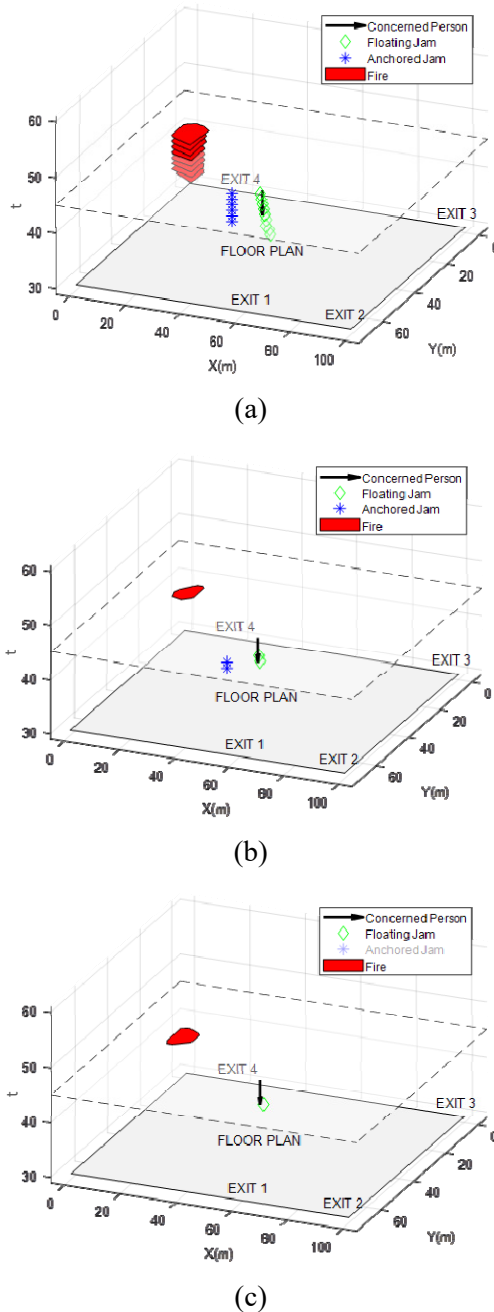 Concerned Person
Floating Jam
Anchored Jam
Fire
60
50
40
30
t
EXIT 4
EXIT 3
FLOOR PLAN
EXIT 1
EXIT 2
0
20
40
60
80
100
X(m)
0
20
40
60
Y(m)
(a)
Concerned Person
Floating Jam
Anchored Jam
Fire
60
50
40
30
t
EXIT 4
EXIT 3
FLOOR PLAN
EXIT 1
EXIT 2
0
20
40
60
80
100
X(m)
0
20
40
60
Y(m)
(b)
Concerned Person
Floating Jam
Anchored Jam
Fire
60
50
40
30
t
EXIT 4
EXIT 3
FLOOR PLAN
EXIT 1
EXIT 2
0
20
40
60
80
100
X(m)
0
20
40
60
Y(m)
(c)